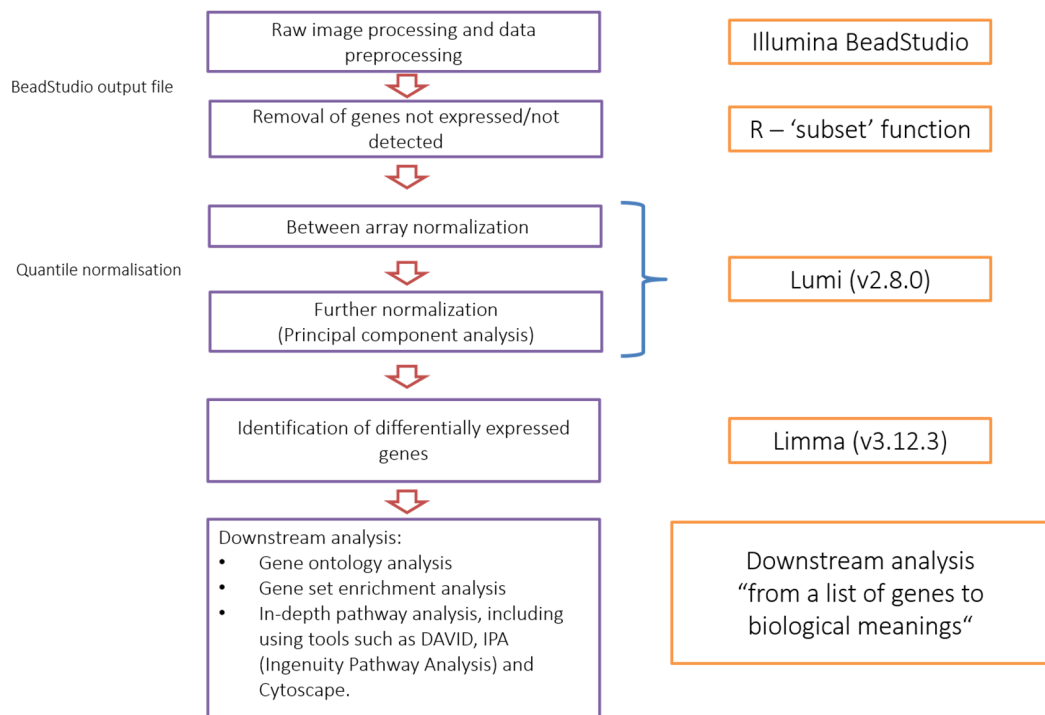 Raw image processing and data
preprocessing
Illumina BeadStudio
BeadStudio output file
Removal of genes not expressed/not
detected
R – ‘subset’ function
Between array normalization
Quantile normalisation
Further normalization
(Principal component analysis)
Lumi (v2.8.0)
Identification of differentially expressed
genes
Limma (v3.12.3)
Downstream analysis:
• Gene ontology analysis
• Gene set enrichment analysis
• In-depth pathway analysis, including
using tools such as DAVID, IPA
(Ingenuity Pathway Analysis) and
Cytoscape.
Downstream analysis
“from a list of genes to
biological meanings“